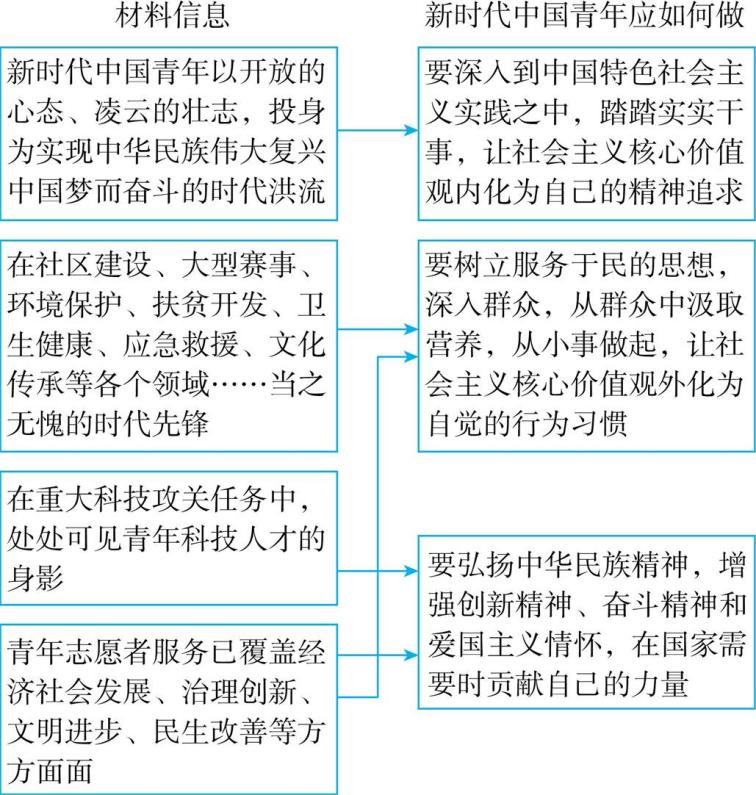 材料信息
新时代中国青年应如何做
新时代中国青年以开放的
心态、凌云的壮志，投身
为实现中华民族伟大复兴
中国梦而奋斗的时代洪流
要深入到中国特色社会主
义实践之中，踏踏实实干
事，让社会主义核心价值
观内化为自己的精神追求
在社区建设、大型赛事、
环境保护、扶贫开发、卫
生健康、应急救援、文化
传承等各个领域……当之
无愧的时代先锋
要树立服务于民的思想，
深入群众，从群众中汲取
营养，从小事做起，让社
会主义核心价值观外化为
自觉的行为习惯
在重大科技攻关任务中，
处处可见青年科技人才的
身影
要弘扬中华民族精神，增
强创新精神、奋斗精神和
爱国主义情怀，在国家需
要时贡献自己的力量
青年志愿者服务已覆盖经
济社会发展、治理创新、
文明进步、民生改善等方
方面面